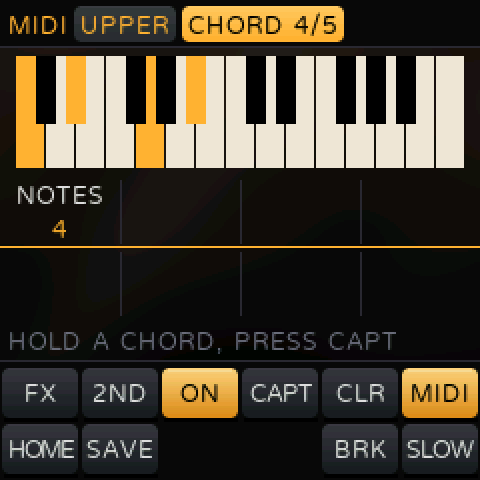 MIDI UPPER CHORD 4/5
NOTES
4
HOLD A CHORD, PRESS CAPT
FX 2ND ON CAPT CLR MIDI
HOME SAVE BRK SLOW